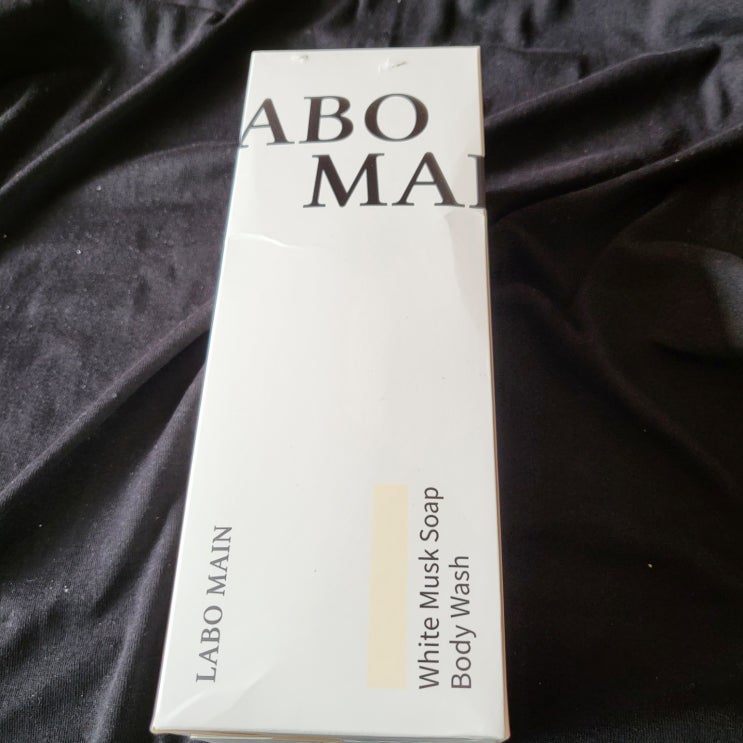 ABO
MAI
LABO MAIN
White Musk Soap
Body Wash